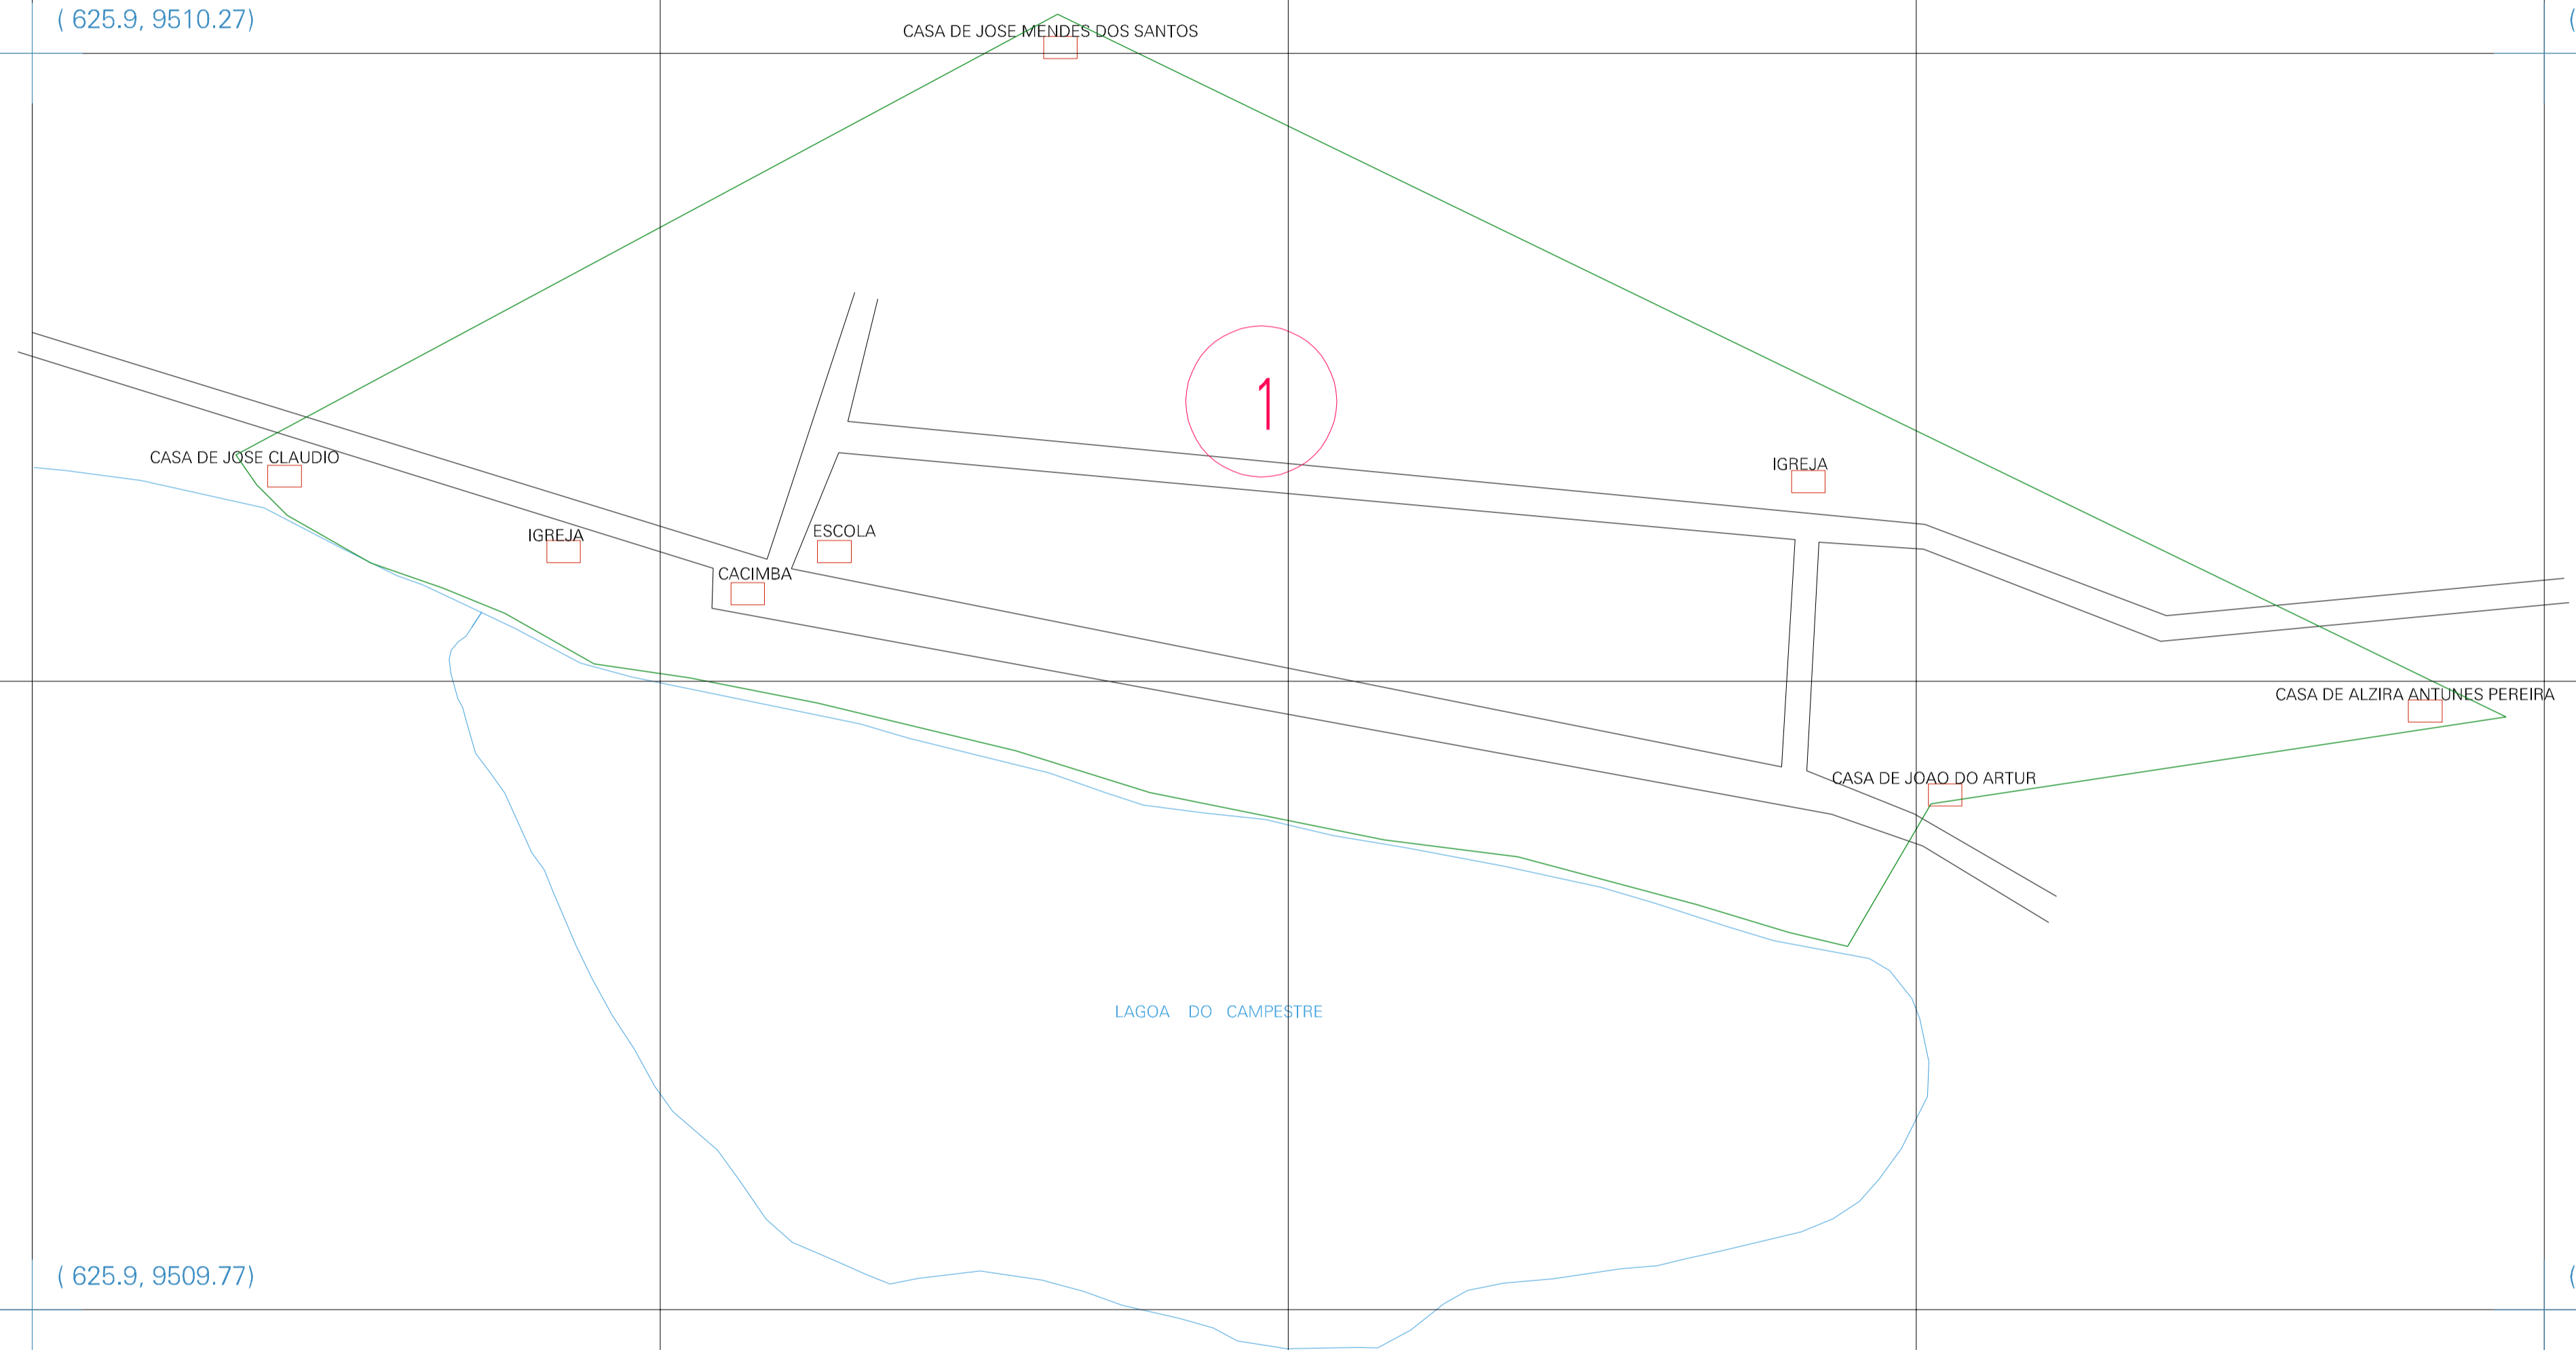 ( 625.9, 9510.27)
(
CASA DE JOSE MENDES DOS SANTOS
1
CASA DE JOSE CLAUDIO
IGREJA
IGREJA
ESCOLA
CACIMBA
CASA DE ALZIRA ANTUNES PEREIRA
CASA DE JOAO DO ARTUR
LAGOA DO CAMPESTRE
( 625.9, 9509.77)
(